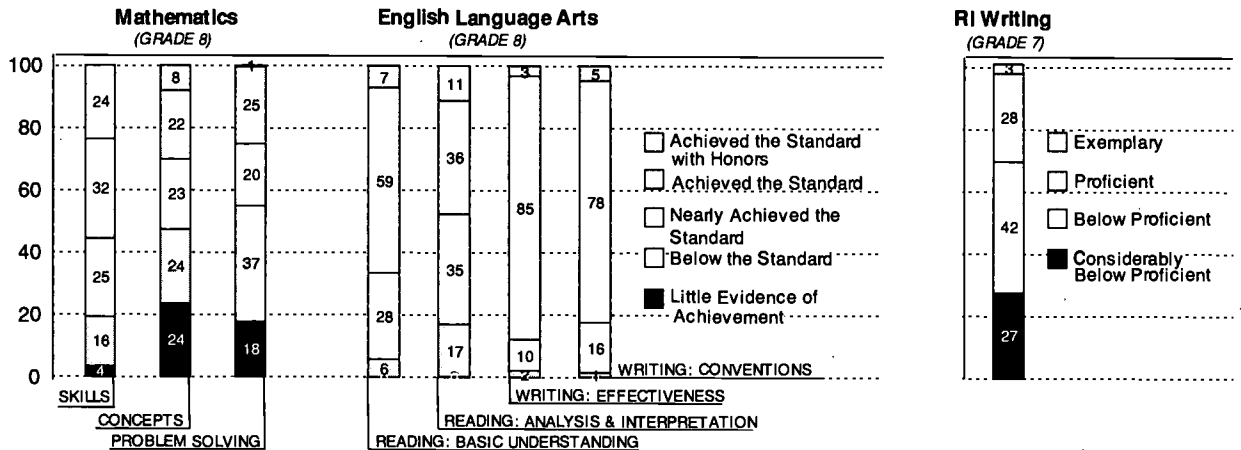 Mathematics
(GRADE 8)
English Language Arts
(GRADE 8)
RI Writing
(GRADE 7)
100
80
60
40
20
0
24
32
25
16
4
8
22
23
24
24
1
25
20
37
18
7
59
28
6
11
36
35
17
3
85
10
2
5
78
16
1
Achieved the Standard
with Honors
Achieved the Standard
Nearly Achieved the
Standard
Below the Standard
Little Evidence of
Achievement
3
28
42
27
Exemplary
Proficient
Below Proficient
Considerably
Below Proficient
SKILLS
CONCEPTS
PROBLEM SOLVING
WRITING: CONVENTIONS
WRITING: EFFECTIVENESS
READING: ANALYSIS & INTERPRETATION
READING: BASIC UNDERSTANDING